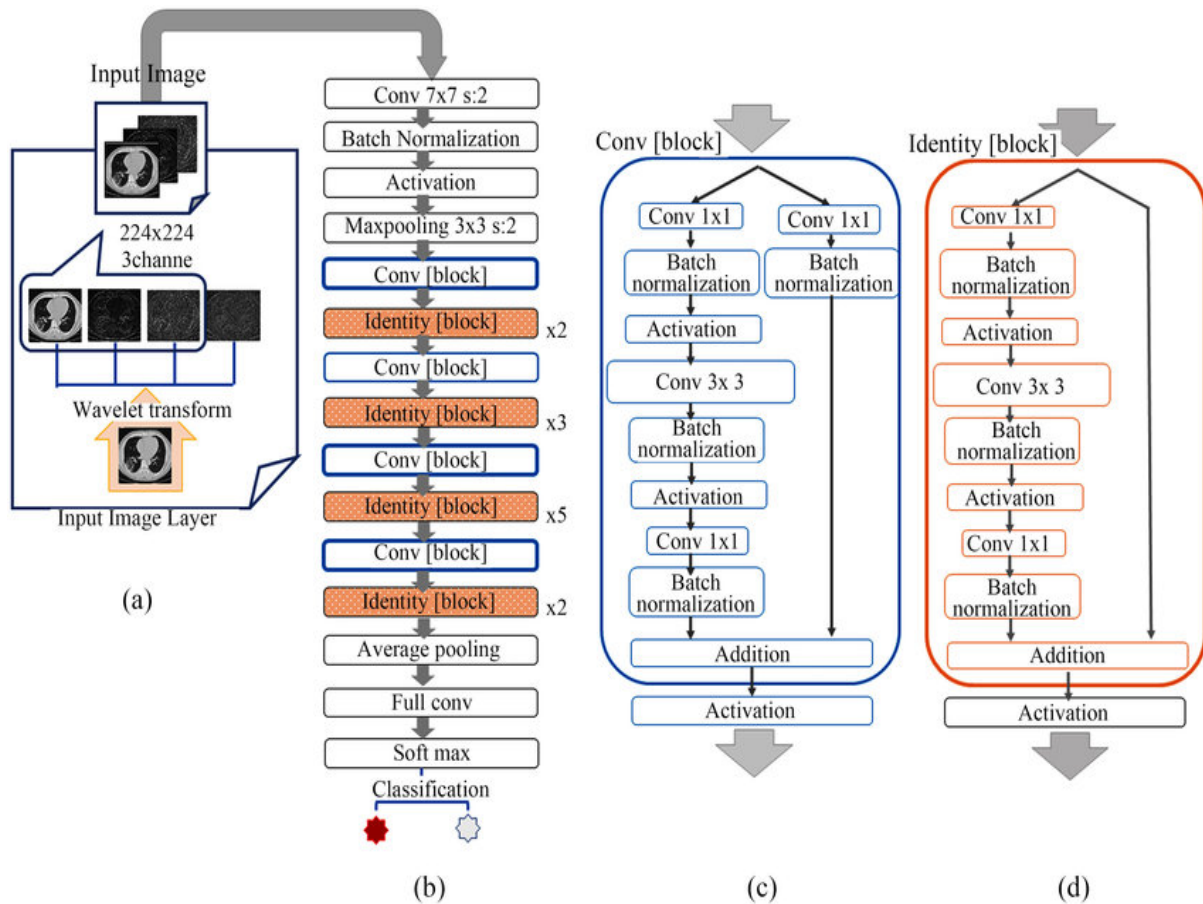 Input Image
224x224
3channe
Wavelet transform
Input Image Layer
(a)
Conv 7x7 s:2
Batch Normalization
Activation
Maxpooling 3x3 s:2
Conv [block]
Identity [block]
x2
Conv [block]
Identity [block]
x3
Conv [block]
Identity [block]
x5
Conv [block]
Identity [block]
x2
Average pooling
Full conv
Soft max
Classification
(b)
Conv [block]
Conv 1x1
Conv 1x1
Batch
normalization
Batch
normalization
Activation
Conv 3x 3
Batch
normalization
Activation
Conv 1x1
Batch
normalization
Addition
Activation
(c)
Identity [block]
Conv 1x1
Batch
normalization
Activation
Conv 3x 3
Batch
normalization
Activation
Conv 1x1
Batch
normalization
Addition
Activation
(d)